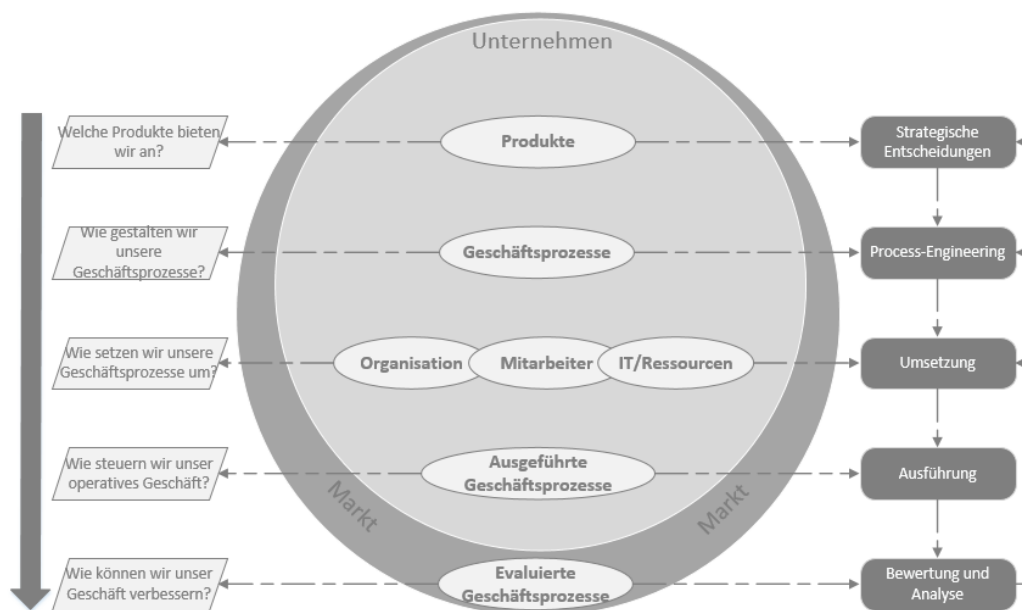 Unternehmen
Welche Produkte bieten
wir an?
Produkte
Strategische
Entscheidungen
Wie gestalten wir
unsere
Geschäftsprozesse?
Geschäftsprozesse
Process-Engineering
Wie setzen wir unsere
Geschäftsprozesse um?
Organisation
Mitarbeiter
IT/Ressourcen
Umsetzung
Wie steuern wir unser
operatives Geschäft?
Ausgeführte
Geschäftsprozesse
Ausführung
Markt
Markt
Wie können wir unser
Geschäft verbessern?
Evaluierte
Geschäftsprozesse
Bewertung und
Analyse